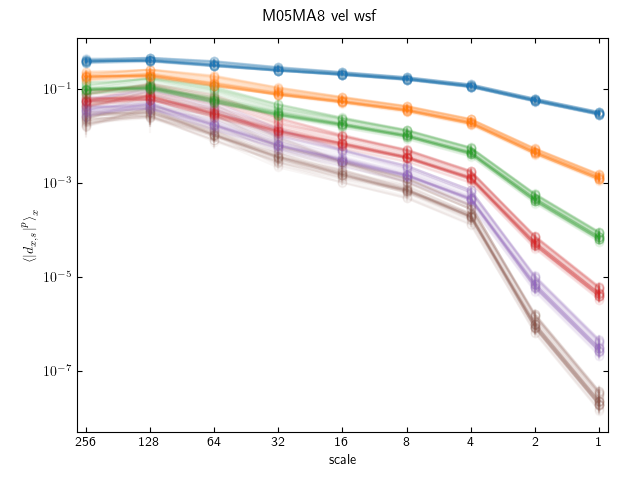 M05MA8 vel wsf
⟨|d_{x,s}|^p⟩_x
10^{-1}
10^{-3}
10^{-5}
10^{-7}
256 128 64 32 16 8 4 2 1
scale